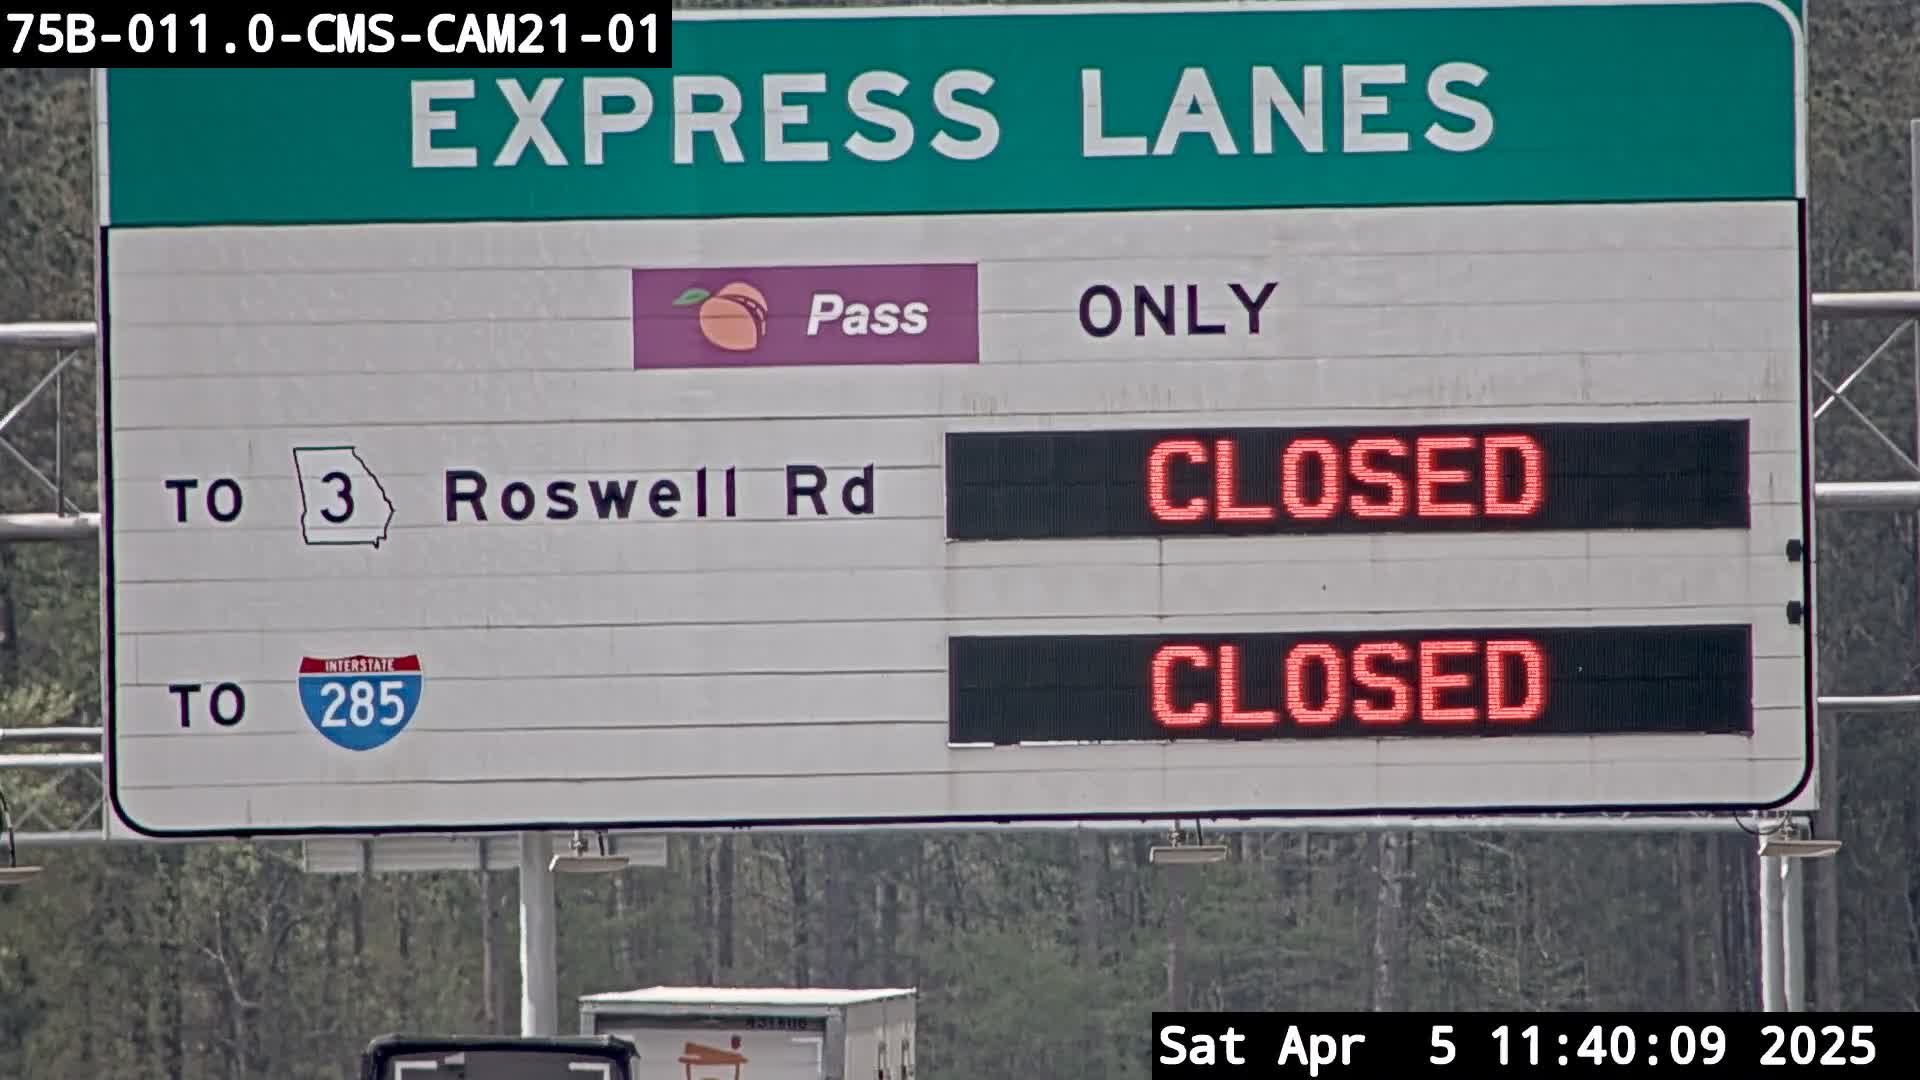 75B-011.0-CMS-CAM21-01
EXPRESS LANES
Pass ONLY
TO 3 Roswell Rd CLOSED
INTERSTATE
TO 285 CLOSED
Sat Apr 5 11:40:09 2025